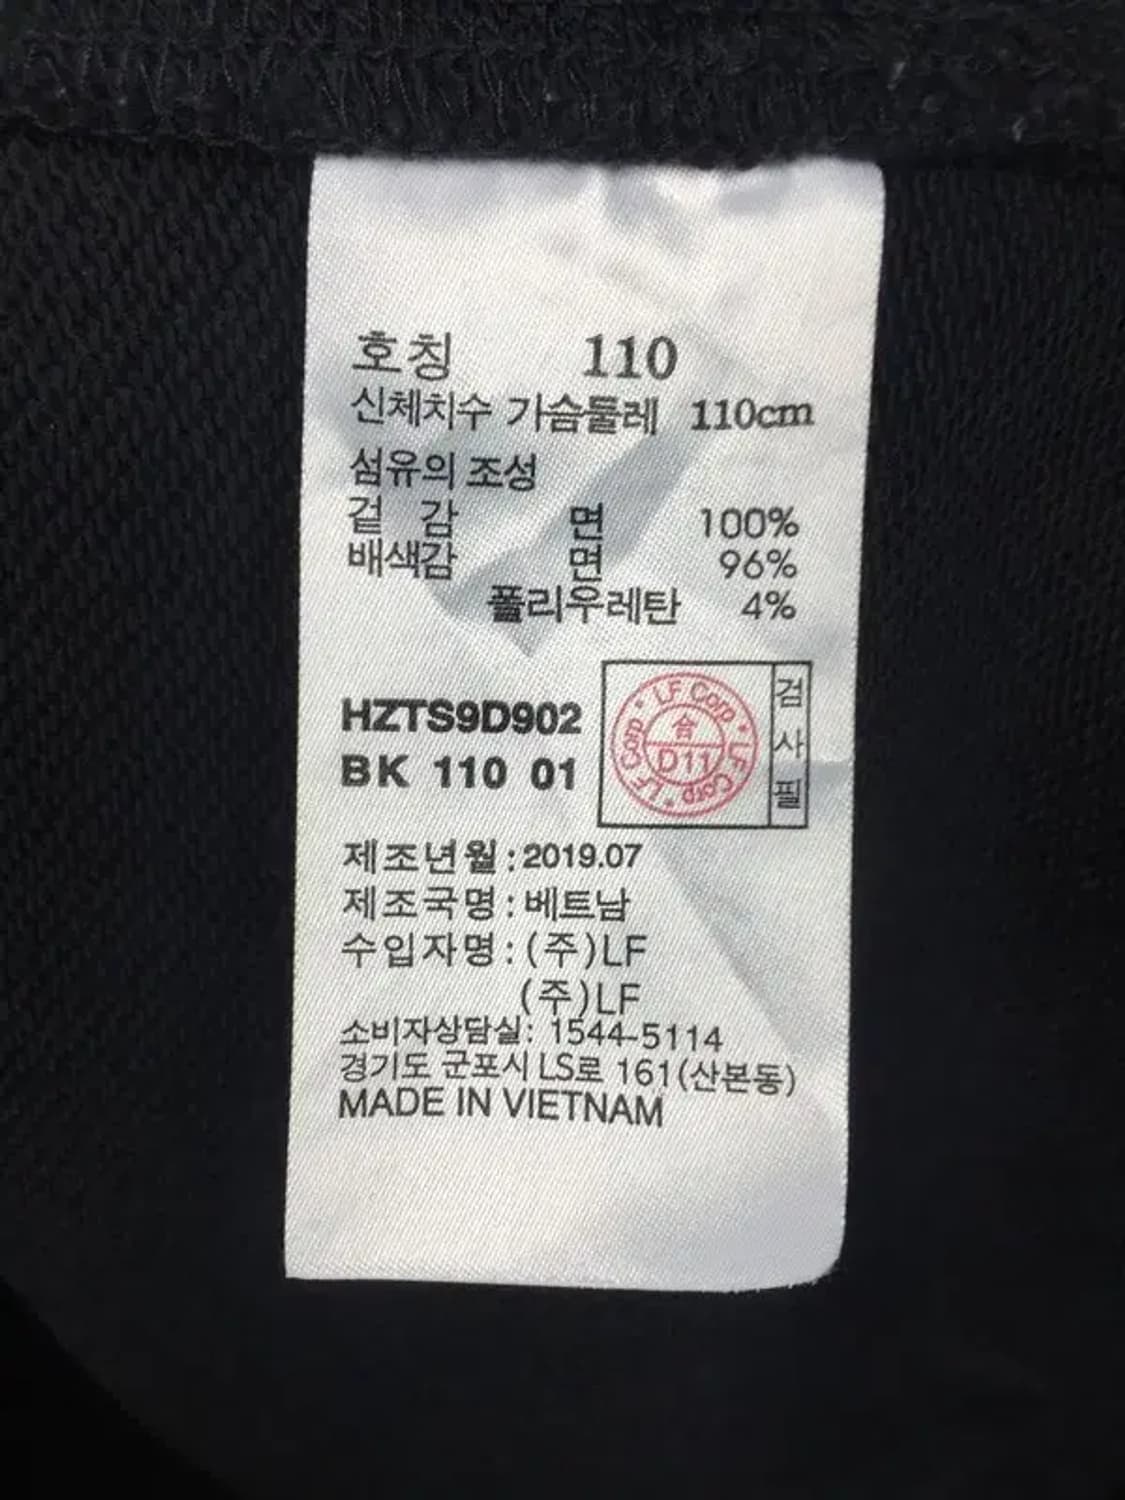 호칭 110
신체치수 가슴둘레 110cm
섬유의 조성
겉 감 면 100%
배색감 면 96%
폴리우레탄 4%
HZTS9D902
BK 110 01
LF Corp * LF Corp * LF Corp *
合
D11
검사필
제조년월:2019.07
제조국명:베트남
수입자명:(주)LF
(주)LF
소비자상담실: 1544-5114
경기도 군포시 LS로 161(산본동)
MADE IN VIETNAM